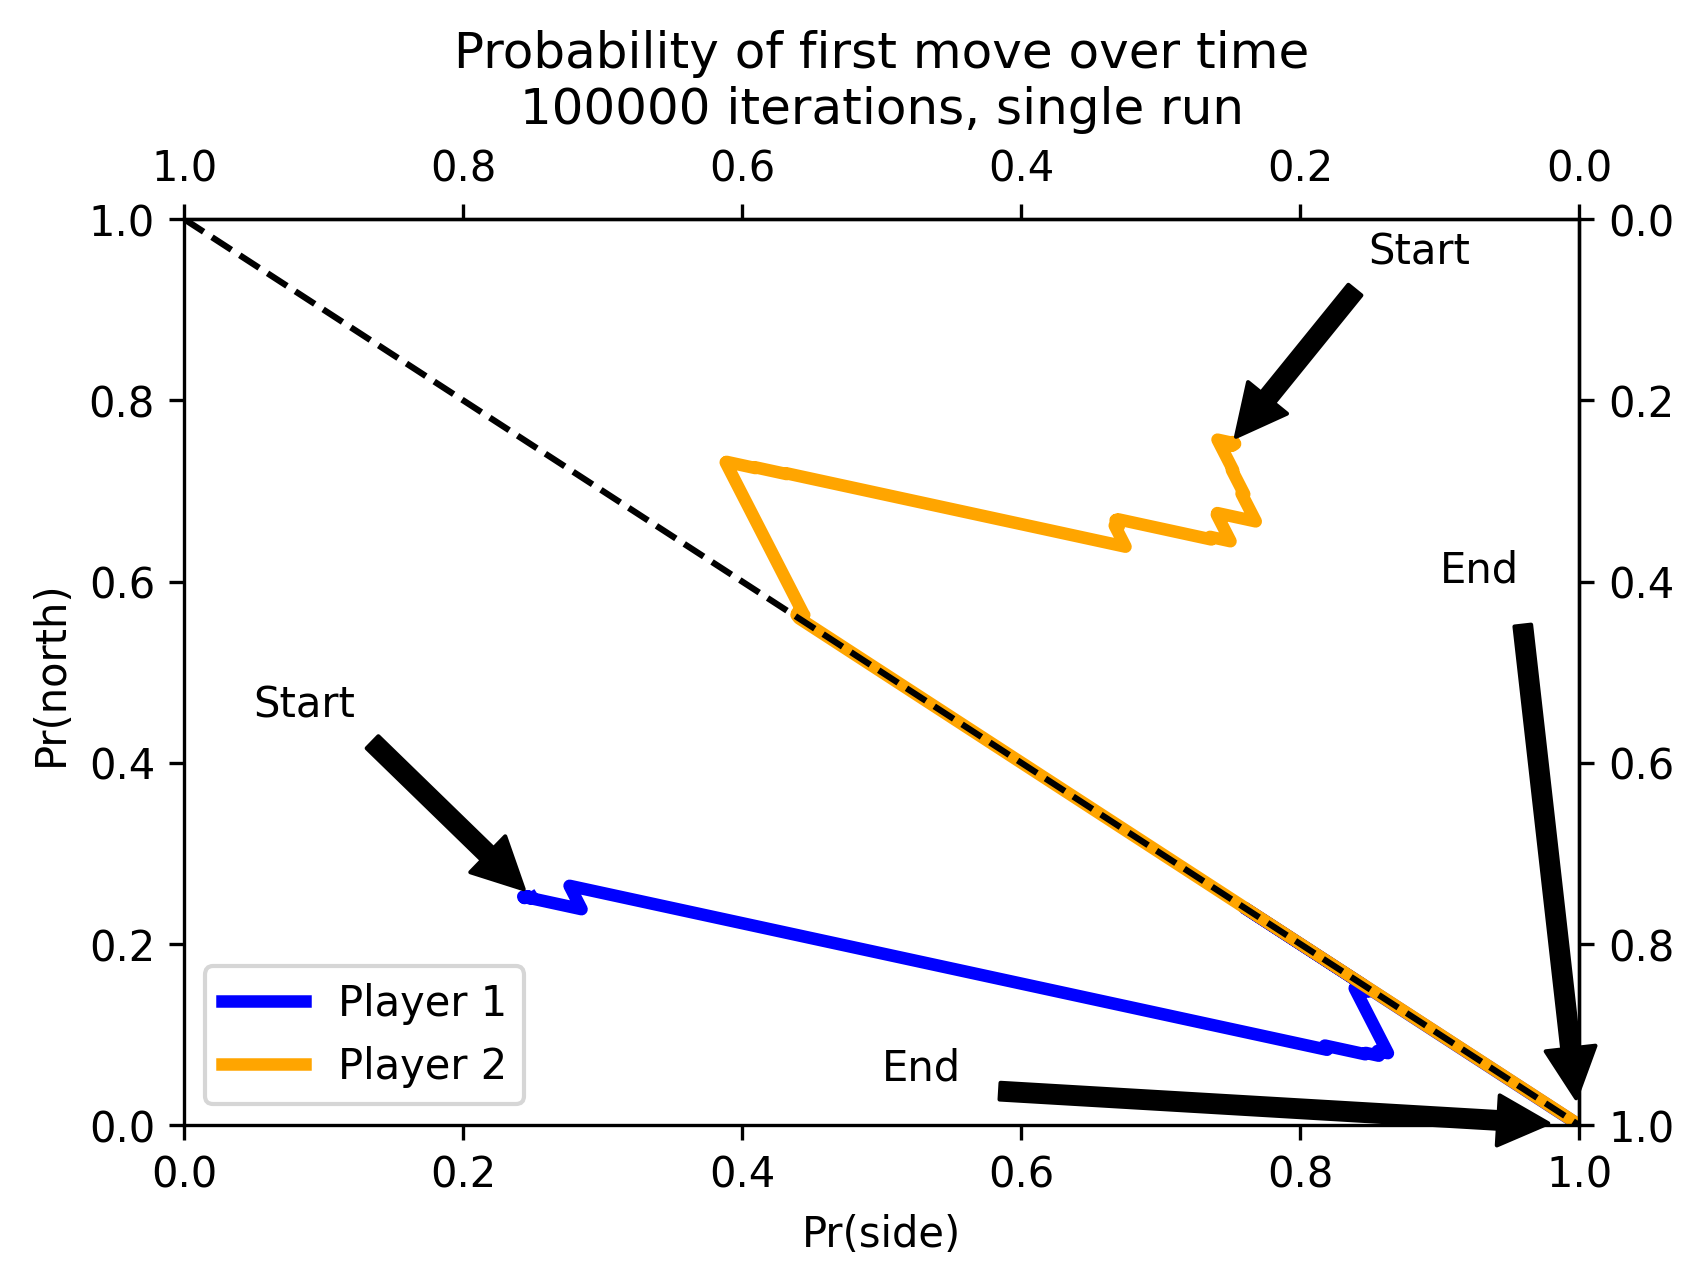 Probability of first move over time
100000 iterations, single run
1.0 0.8 0.6 0.4 0.2 0.0
1.0 0.0
Start
0.8 0.2
End
0.6 0.4
Pr(north)
Start
0.4 0.6
0.2 0.8
Player 1
Player 2
End
0.0 1.0
0.0 0.2 0.4 0.6 0.8 1.0
Pr(side)